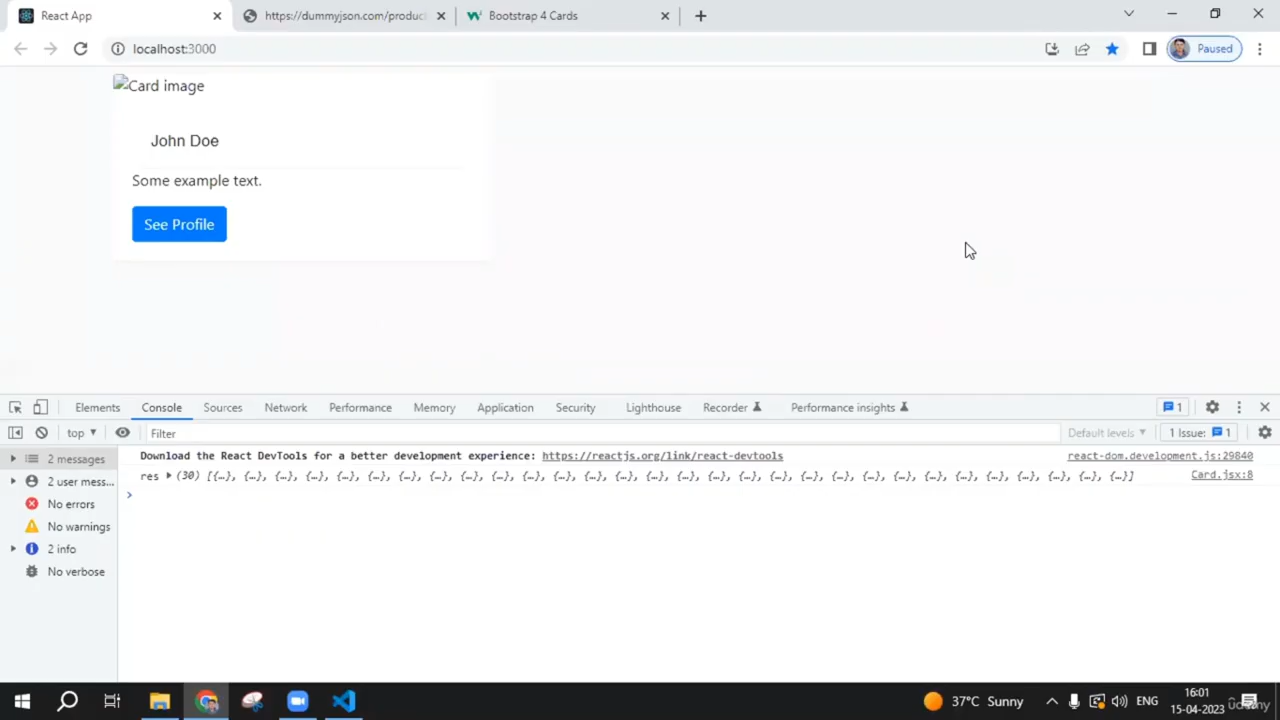 React App
https://dummyjson.com/produc
Bootstrap 4 Cards
localhost:3000
Paused
Card image
John Doe
Some example text.
See Profile
Elements
Console
Sources
Network
Performance
Memory
Application
Security
Lighthouse
Recorder
Performance insights
1
top
Filter
Default levels
1 Issue: 1
2 messages
Download the React DevTools for a better development experience: https://reactjs.org/link/react-devtools
react-dom.development.js:29840
res (30) [{…}, {…}, {…}, {…}, {…}, {…}, {…}, {…}, {…}, {…}, {…}, {…}, {…}, {…}, {…}, {…}, {…}, {…}, {…}, {…}, {…}, {…}, {…}, {…}, {…}, {…}, {…}, {…}, {…}, {…}]
Card.jsx:8
2 user mess...
No errors
No warnings
2 info
No verbose
37°C Sunny
ENG
16:01
15-04-2023
udemy